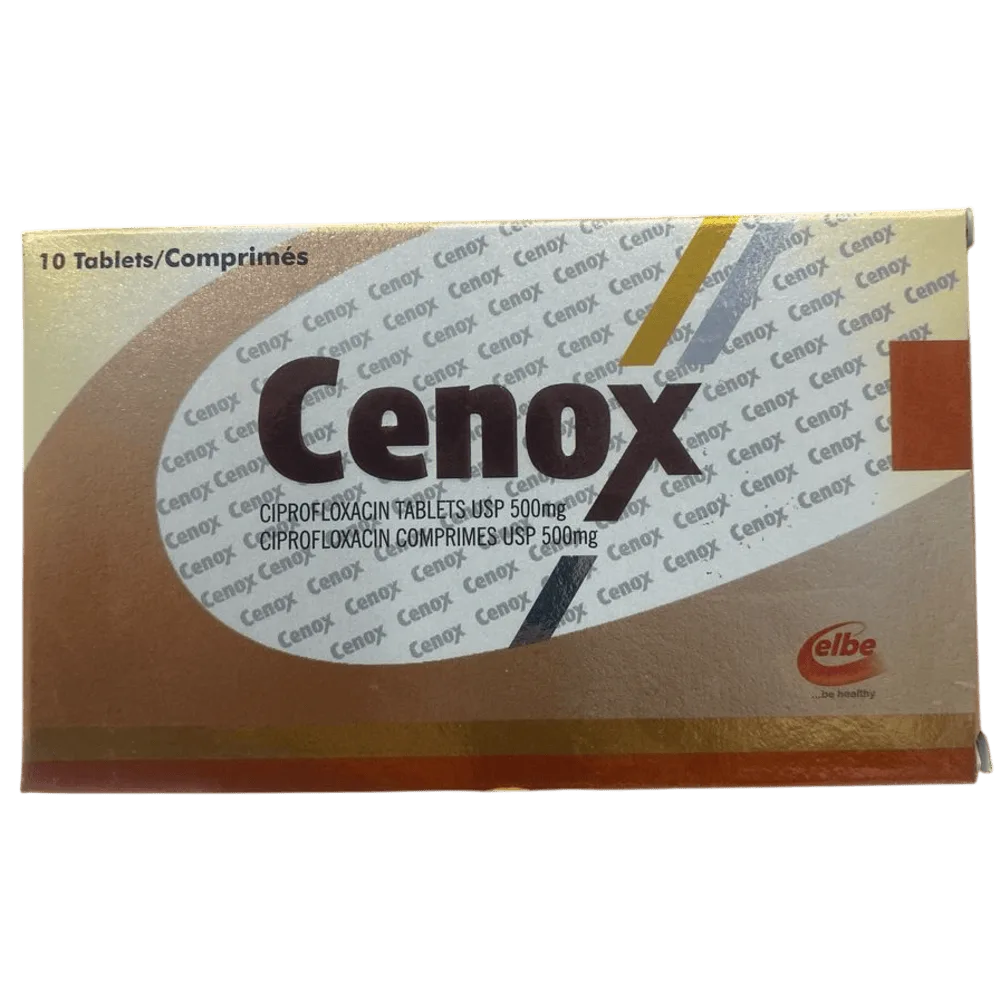 10 Tablets/Comprimés
Cenox
CIPROFLOXACIN TABLETS USP 500mg
CIPROFLOXACIN COMPRIMES USP 500mg
elbe
...be healthy